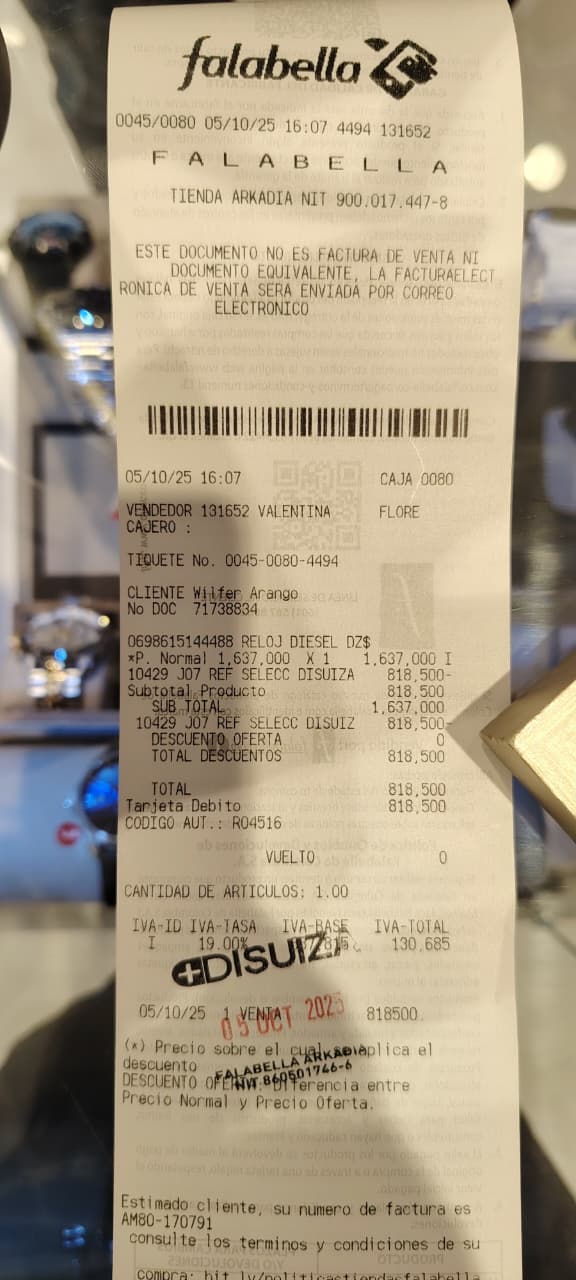 falabella
0045/0080 05/10/25 16:07 4494 131652
F A L A B E L L A
TIENDA ARKADIA NIT 900.017.447-8
ESTE DOCUMENTO NO ES FACTURA DE VENTA NI
DOCUMENTO EQUIVALENTE, LA FACTURAELECT
RONICA DE VENTA SERA ENVIADA POR CORREO
ELECTRONICO
05/10/25 16:07 CAJA 0080
VENDEDOR 131652 VALENTINA FLORE
CAJERO :
TIQUETE No. 0045-0080-4494
CLIENTE Wilfer Arango
No DOC 71738834
0698615144488 RELOJ DIESEL DZ$
*P. Normal 1,637,000 X 1 1,637,000 I
10429 J07 REF SELECC DISUIZA 818,500-
Subtotal Producto 818,500
SUB TOTAL 1,637,000
10429 J07 REF SELECC DISUIZ 818,500-
DESCUENTO OFERTA 0
TOTAL DESCUENTOS 818,500
TOTAL 818,500
Tarjeta Debito 818,500
CODIGO AUT.: R04516
VUELTO 0
CANTIDAD DE ARTICULOS: 1.00
IVA-ID IVA-TASA IVA-BASE IVA-TOTAL
I 19.00% 130,685
DISUIZA
05/10/25 1 VENTA 818500
05 OCT 2025
(*) Precio sobre el cual se aplica el
descuento
FALABELLA ARKADIA
NIT.860501746-6
DESCUENTO OFERTA: Diferencia entre
Precio Normal y Precio Oferta.
Estimado cliente, su numero de factura es
AM80-170791
consulte los terminos y condiciones de su
compra: bit.ly/politicastiendasfalabella